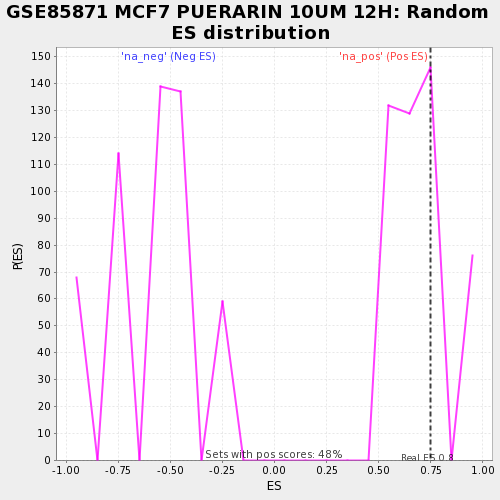 GSE85871 MCF7 PUERARIN 10UM 12H: Random
ES distribution
'na_neg' (Neg ES)
'na_pos' (Pos ES)
150
140
130
120
110
100
90
80
70
60
50
40
30
20
10
0
P(ES)
Sets with pos scores: 48%
Real ES 0.8
-1.00 -0.75 -0.50 -0.25 0.00 0.25 0.50 0.75 1.00
ES